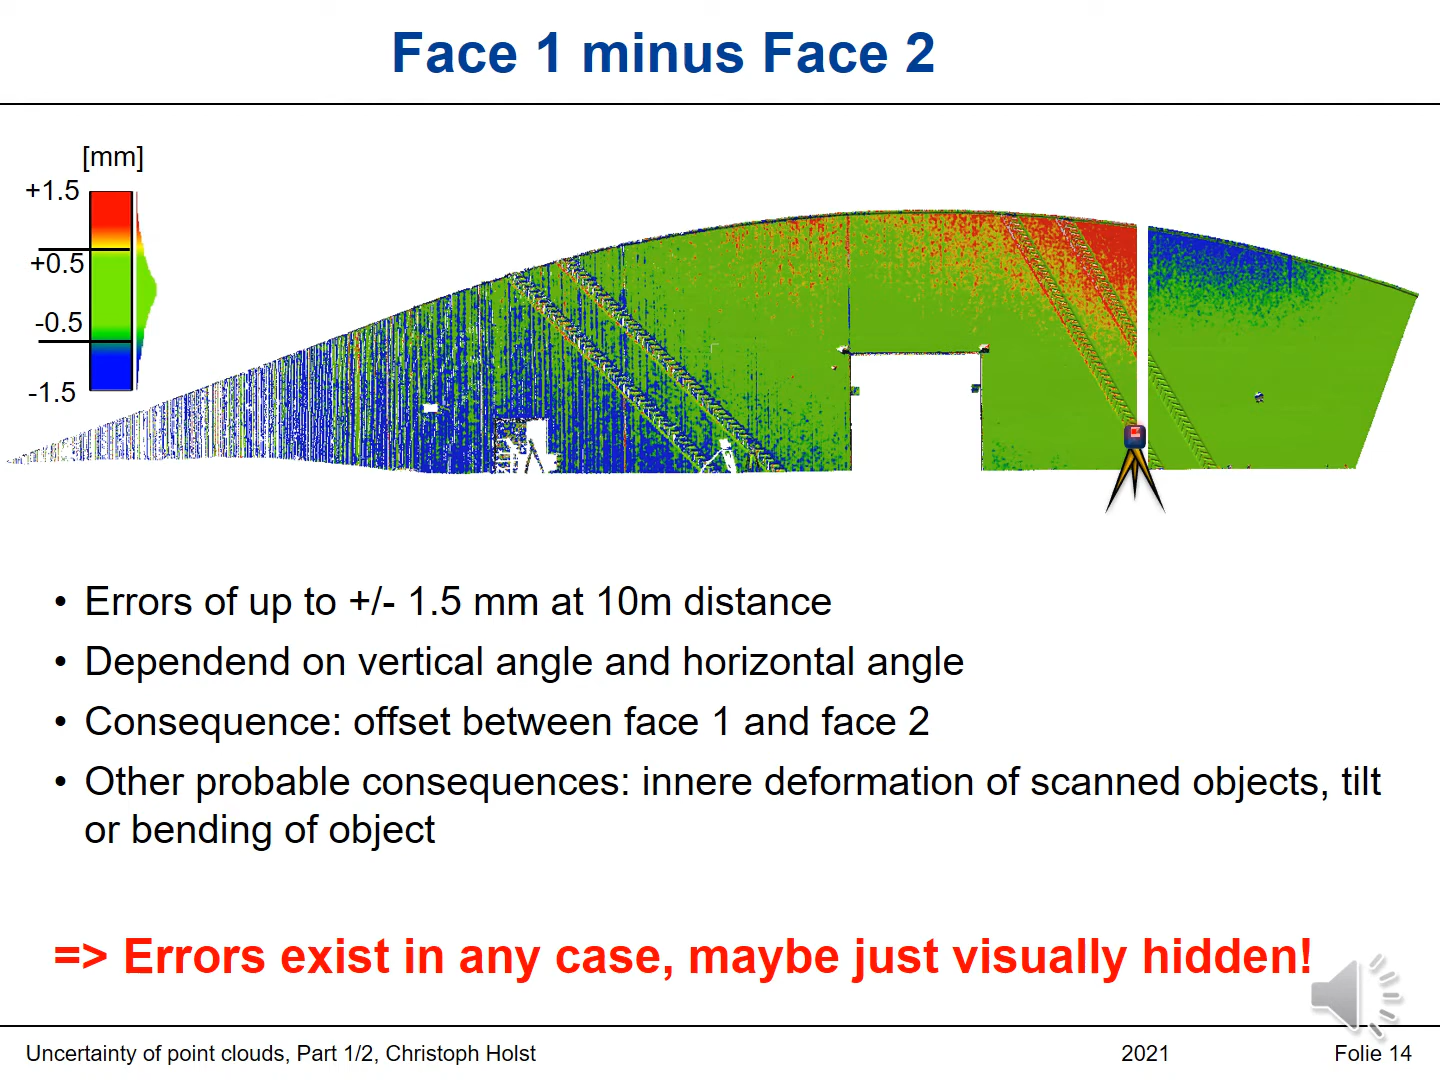 Face 1 minus Face 2
[mm]
+1.5
+0.5
-0.5
-1.5
• Errors of up to +/- 1.5 mm at 10m distance
• Dependend on vertical angle and horizontal angle
• Consequence: offset between face 1 and face 2
• Other probable consequences: innere deformation of scanned objects, tilt
or bending of object
=> Errors exist in any case, maybe just visually hidden!
Uncertainty of point clouds, Part 1/2, Christoph Holst
2021
Folie 14